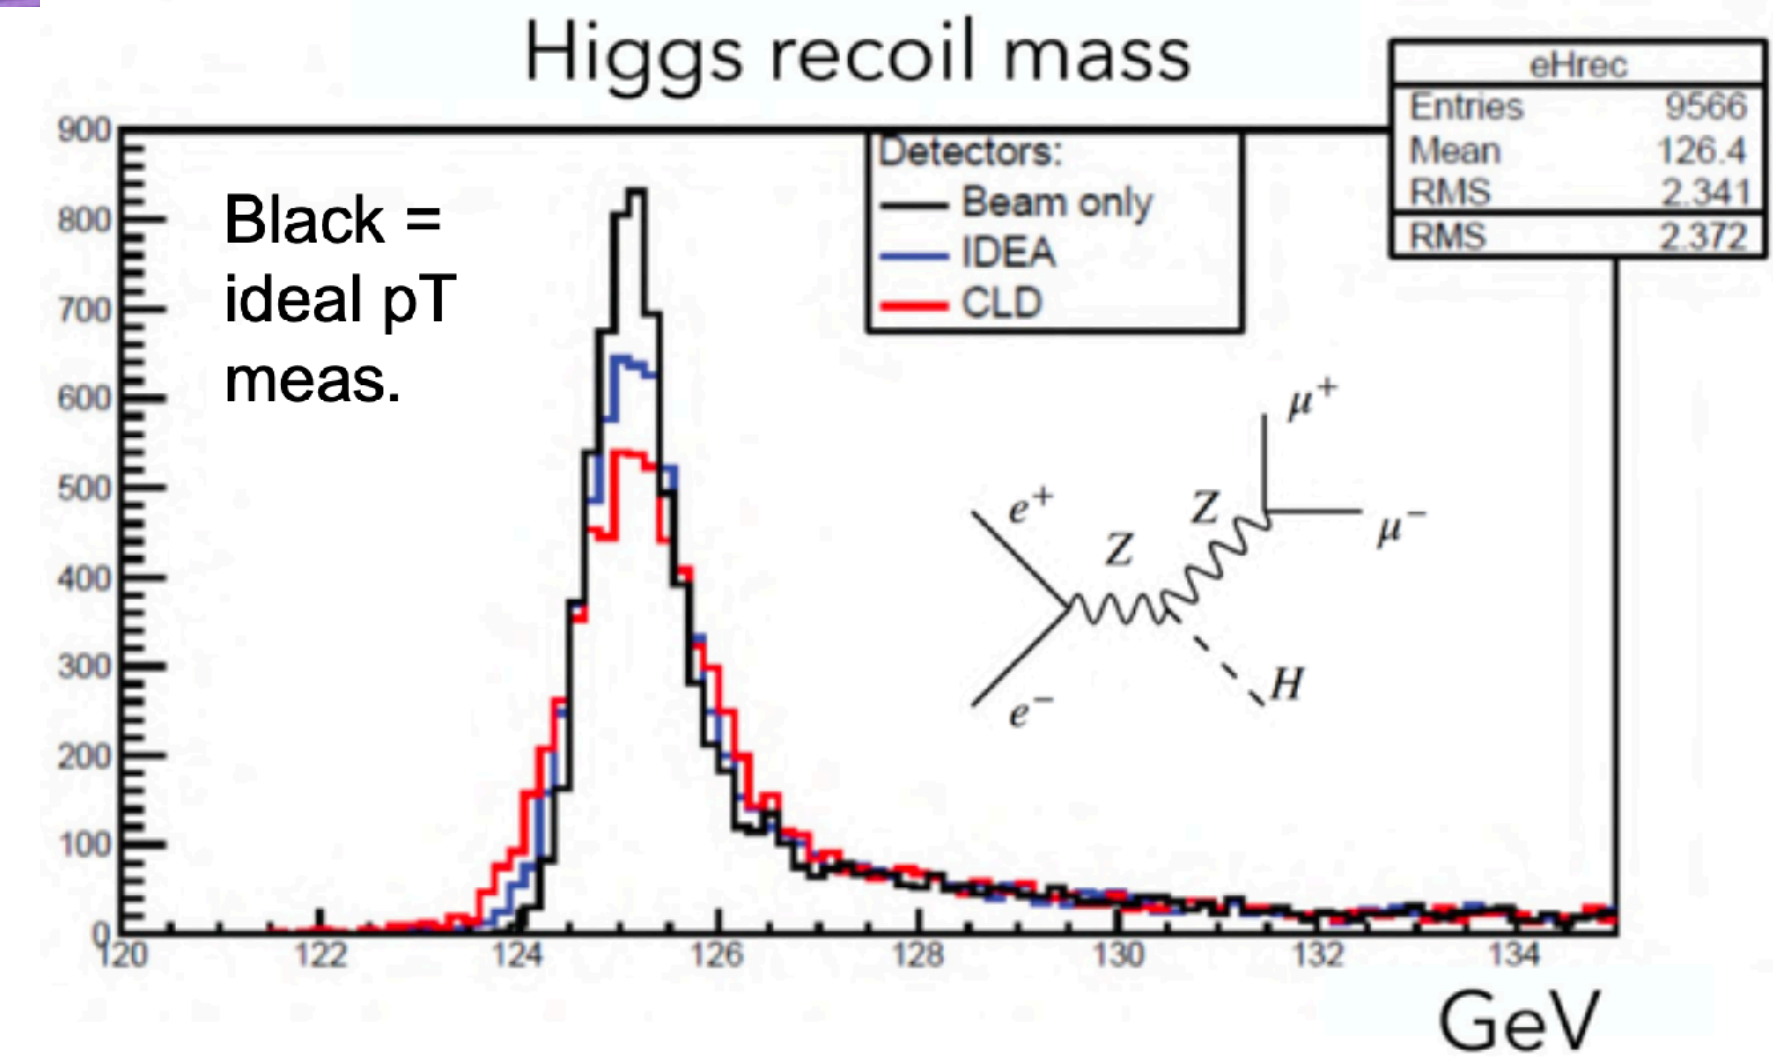 Higgs recoil mass
eHrec
Entries 9566
Mean 126.4
RMS 2.341
RMS 2.372
Detectors:
Beam only
IDEA
CLD
Black =
ideal pT
meas.
900
800
700
600
500
400
300
200
100
0
μ+
e+
Z
Z
μ−
H
e−
120 122 124 126 128 130 132 134
GeV